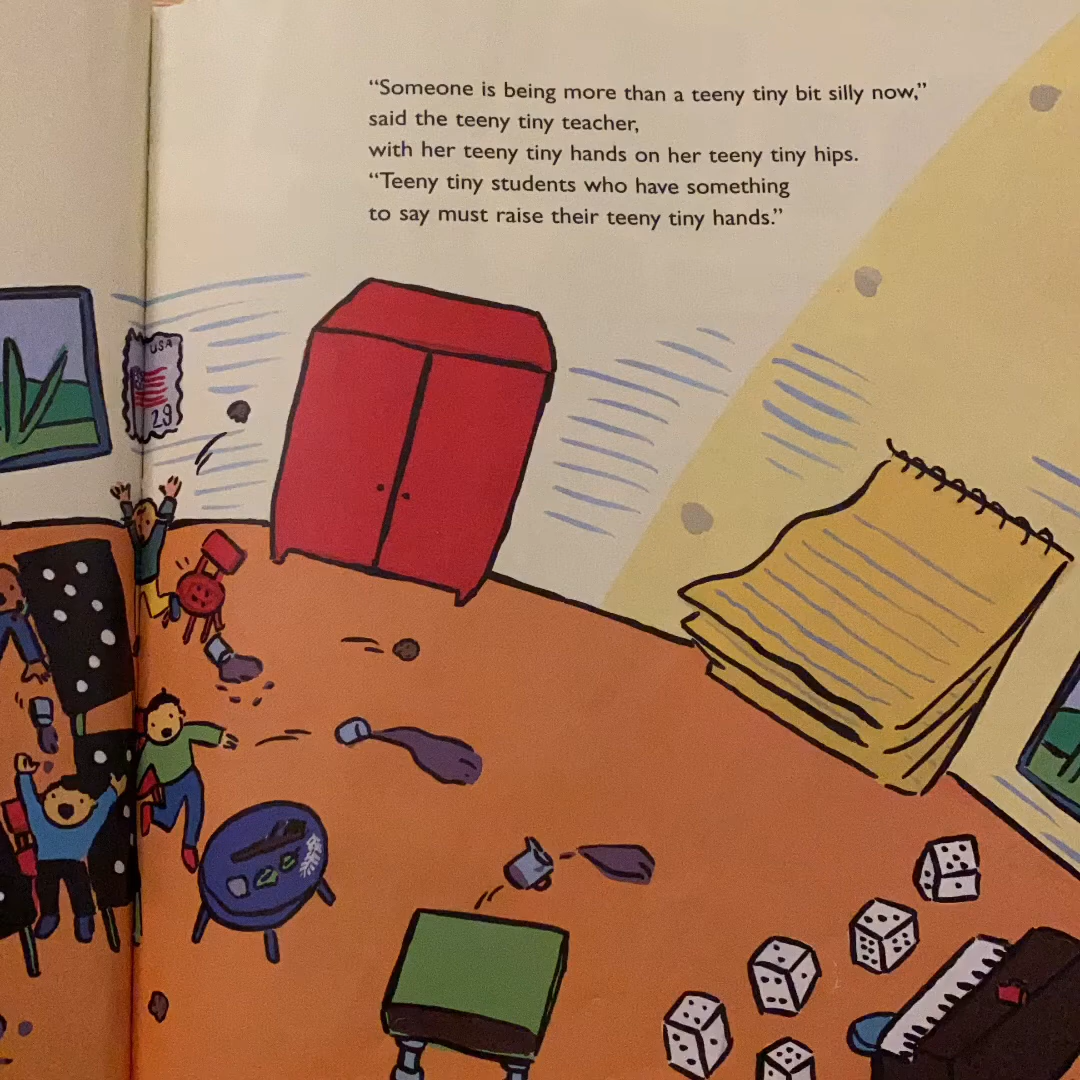 “Someone is being more than a teeny tiny bit silly now,”
said the teeny tiny teacher,
with her teeny tiny hands on her teeny tiny hips.
“Teeny tiny students who have something
to say must raise their teeny tiny hands.”
USA
29